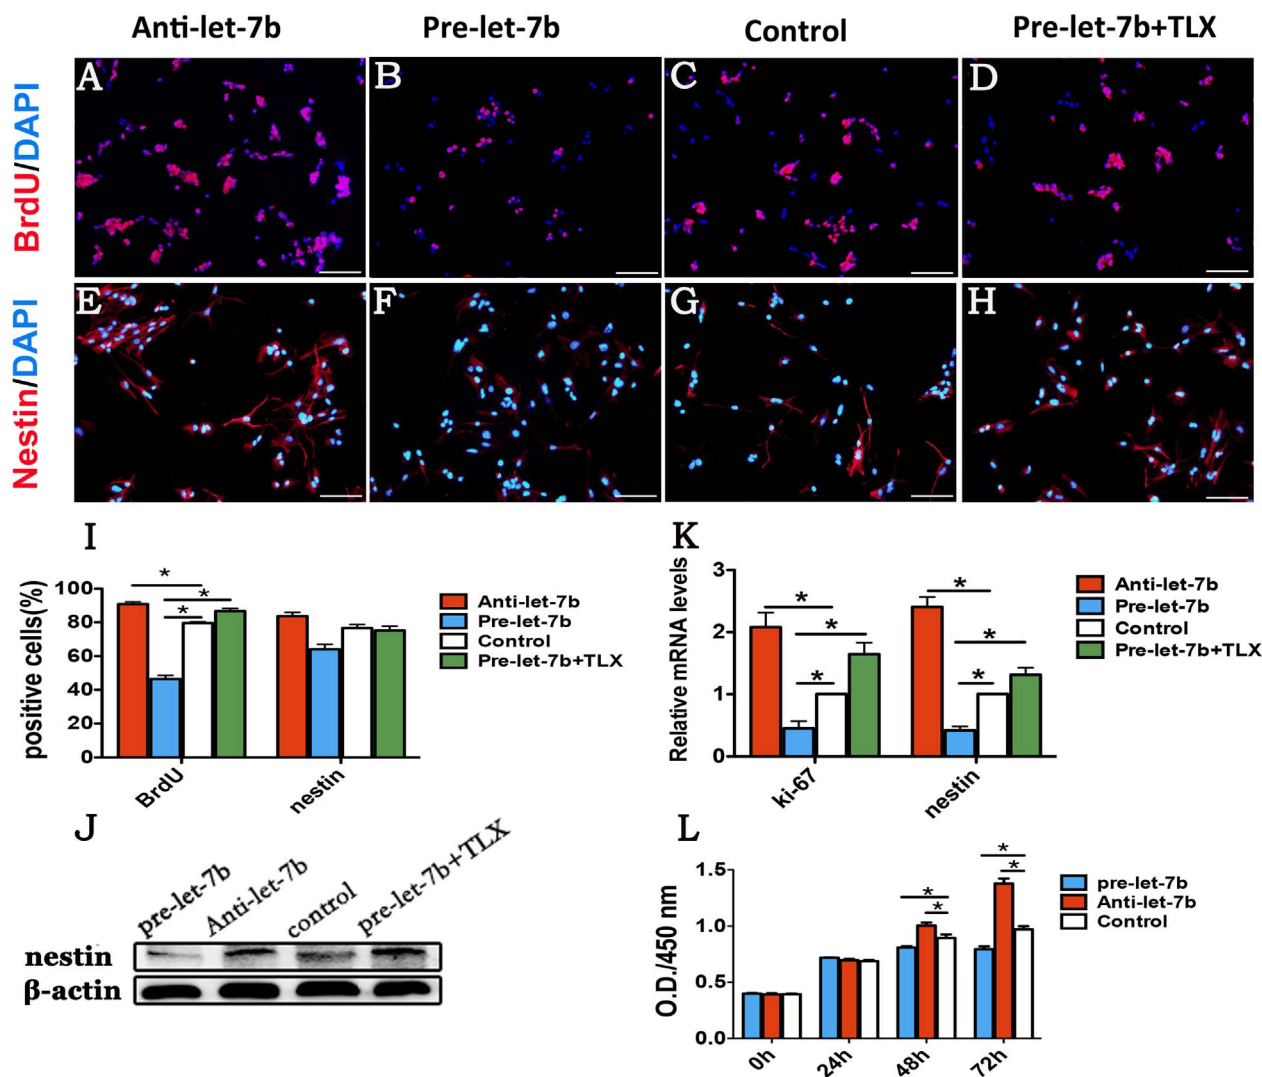 Anti-let-7b Pre-let-7b Control Pre-let-7b+TLX
BrdU/DAPI
A B C D
Nestin/DAPI
E F G H
I
positive cells(%)
100
80
60
40
20
0
* * *
BrdU nestin
Anti-let-7b
Pre-let-7b
Control
Pre-let-7b+TLX
K
Relative mRNA levels
3
2
1
0
* * * * * *
ki-67 nestin
Anti-let-7b
Pre-let-7b
Control
Pre-let-7b+TLX
J
pre-let-7b Anti-let-7b control pre-let-7b+TLX
nestin
β-actin
L
O.D./450 nm
1.5
1.0
0.5
0.0
* * * *
0h 24h 48h 72h
pre-let-7b
Anti-let-7b
Control